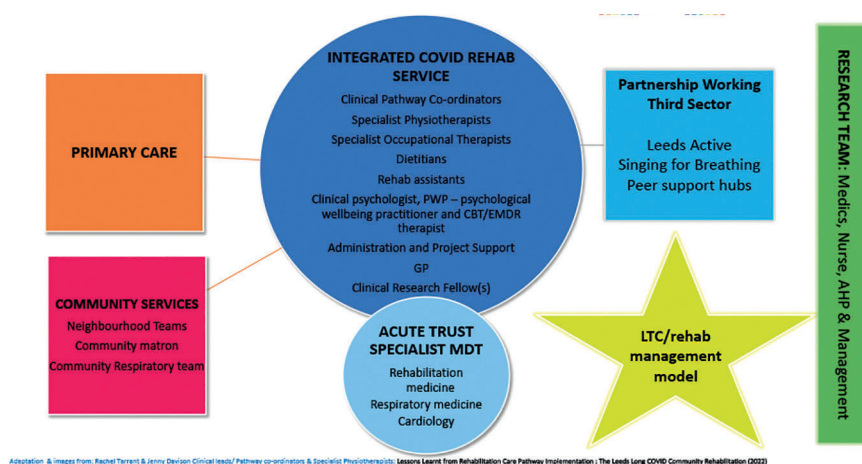 INTEGRATED COVID REHAB
SERVICE
Clinical Pathway Co-ordinators
Specialist Physiotherapists
Specialist Occupational Therapists
Dietitians
Rehab assistants
Clinical psychologist, PWP – psychological
wellbeing practitioner and CBT/EMDR
therapist
Administration and Project Support
GP
Clinical Research Fellow(s)
PRIMARY CARE
COMMUNITY SERVICES
Neighbourhood Teams
Community matron
Community Respiratory team
ACUTE TRUST
SPECIALIST MDT
Rehabilitation
medicine
Respiratory medicine
Cardiology
Partnership Working
Third Sector
Leeds Active
Singing for Breathing
Peer support hubs
LTC/rehab
management
model
RESEARCH TEAM: Medics, Nurse, AHP & Management
Adaptation & images from: Rachel Tarrant & Jenny Davison Clinical leads/ Pathway co-ordinators & Specialist Physiotherapists: Lessons Learnt from Rehabilitation Care Pathway Implementation : The Leeds Long COVID Community Rehabilitation (2022)